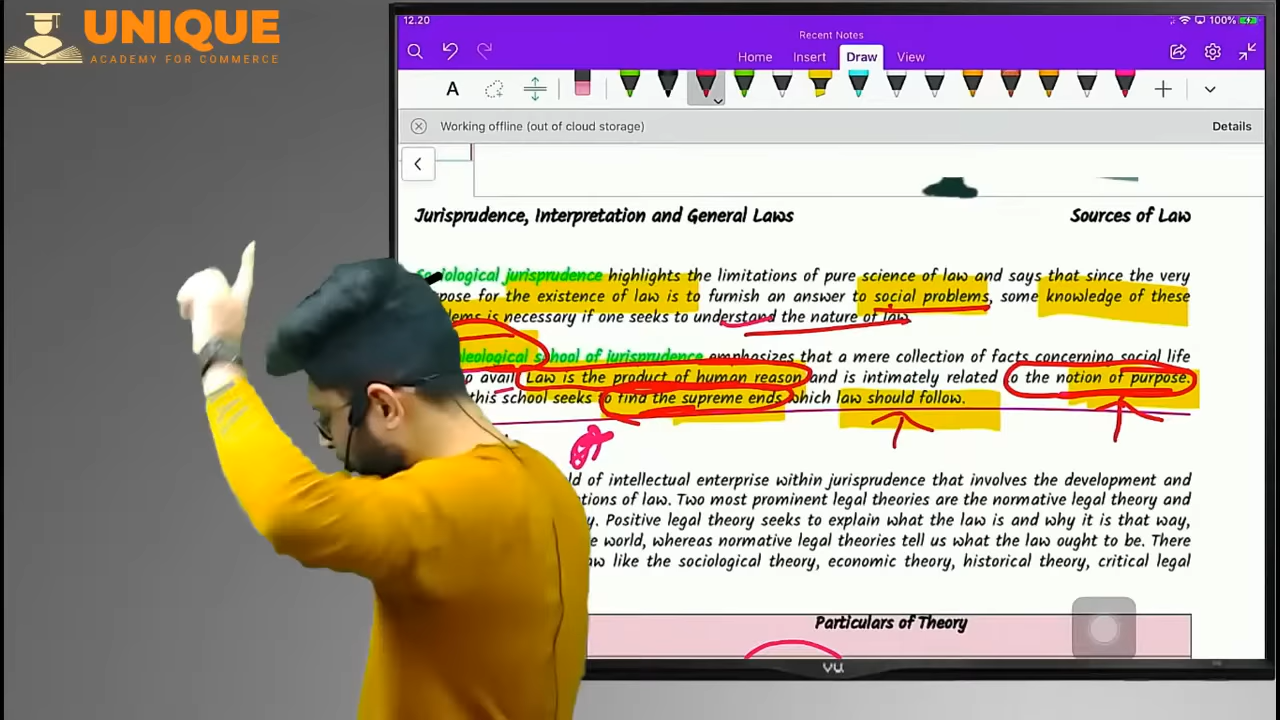 UNIQUE
ACADEMY FOR COMMERCE
12.20
100%
Recent Notes
Home Insert Draw View
A
Working offline (out of cloud storage) Details
Jurisprudence, Interpretation and General Laws Sources of Law
jurisprudence highlights the limitations of pure science of law and says that since the very
for the existence of law is to furnish an answer to social problems, some knowledge of these
is necessary if one seeks to understand the nature of law
school of jurisprudence emphasizes that a mere collection of facts concerning social life
avail Law is the product of human reason and is intimately related to the notion of purpose.
this school seeks to find the supreme ends which law should follow.
of intellectual enterprise within jurisprudence that involves the development and
of law. Two most prominent legal theories are the normative legal theory and
Positive legal theory seeks to explain what the law is and why it is that way,
world, whereas normative legal theories tell us what the law ought to be. There
like the sociological theory, economic theory, historical theory, critical legal
Particulars of Theory
VU